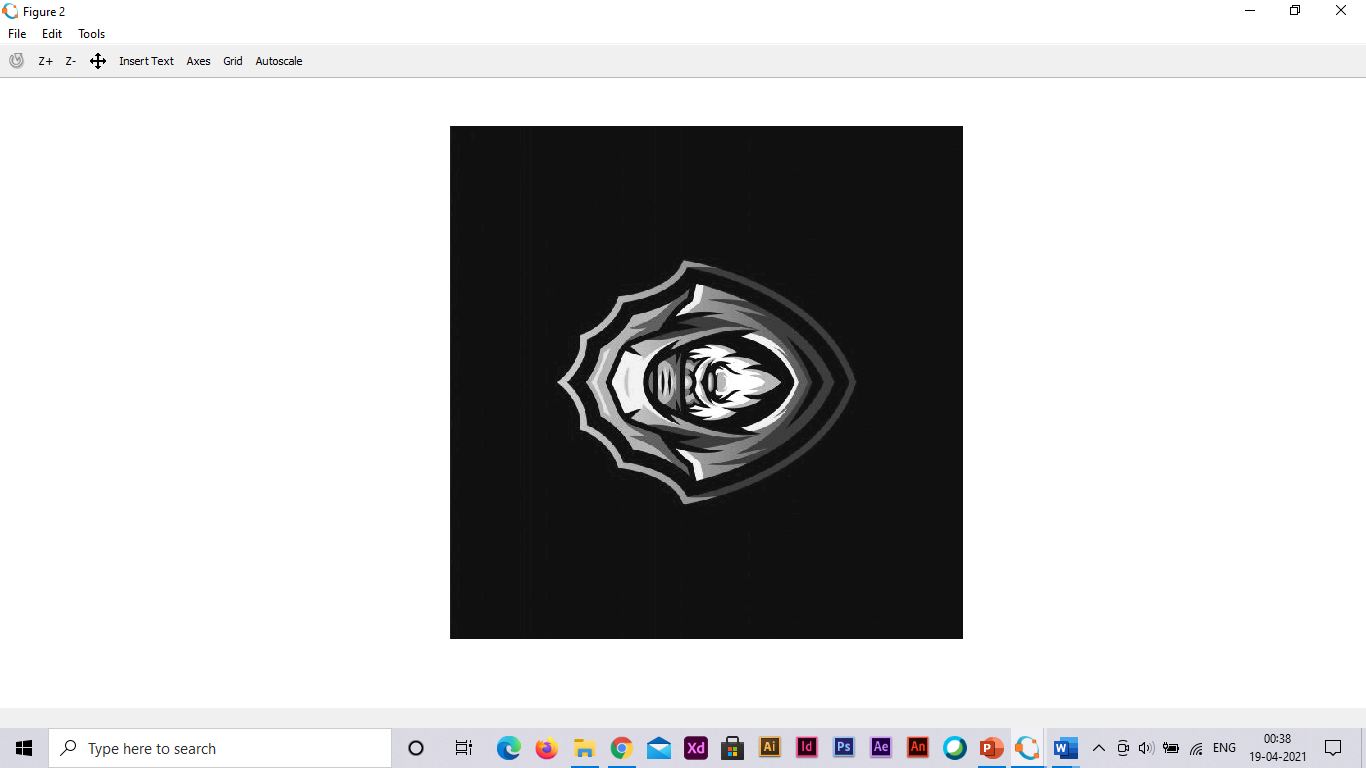 Figure 2
File Edit Tools
Z+ Z- Insert Text Axes Grid Autoscale
Type here to search
Xd Ai Id Ps Ae An P W ENG
00:38
19-04-2021